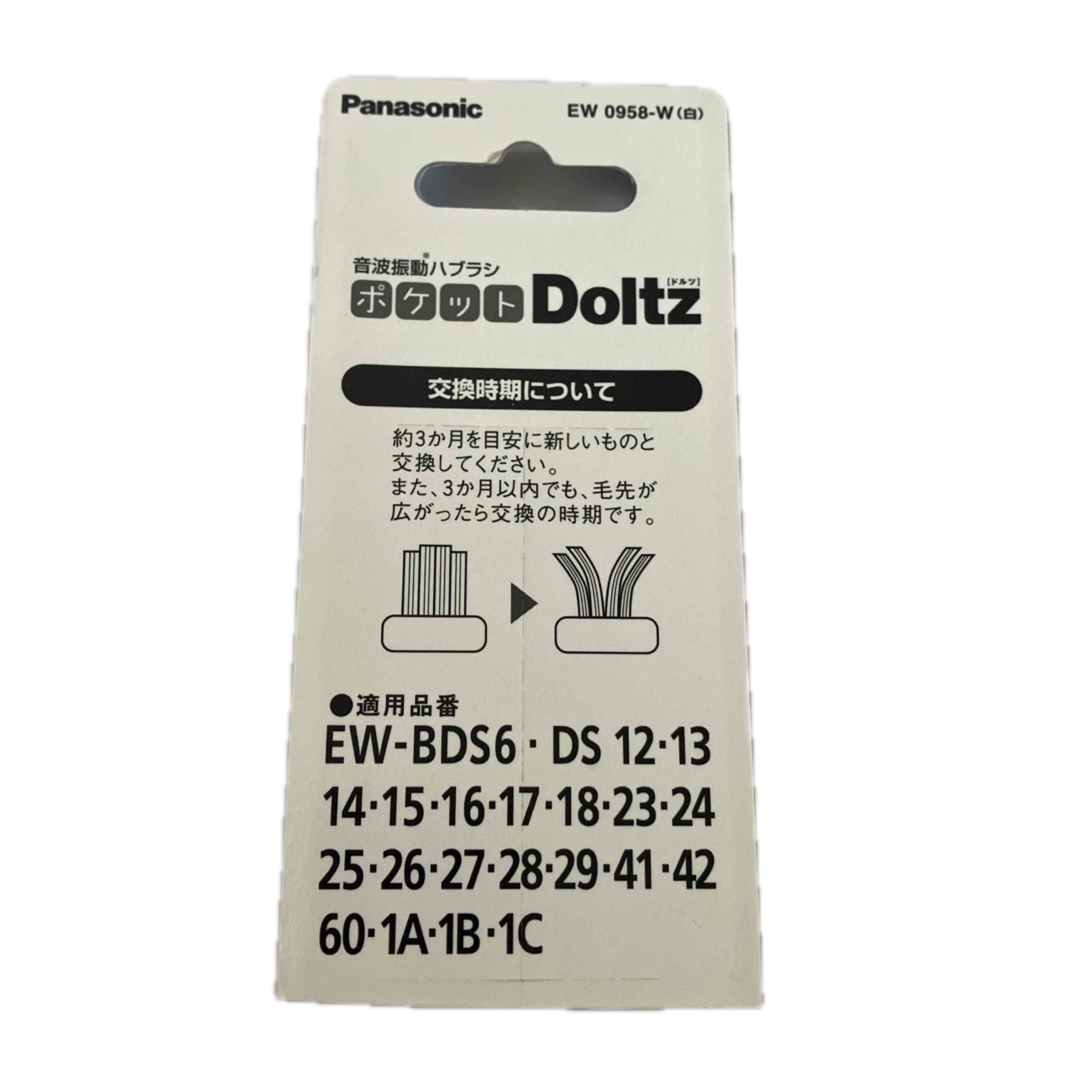 Panasonic EW 0958-W(白)
音波振動※ハブラシ
ポケットDoltz [ドルツ]
交換時期について
約3か月を目安に新しいものと
交換してください。
また、3か月以内でも、毛先が
広がったら交換の時期です。
●適用品番
EW-BDS6・DS 12・13
14・15・16・17・18・23・24
25・26・27・28・29・41・42
60・1A・1B・1C